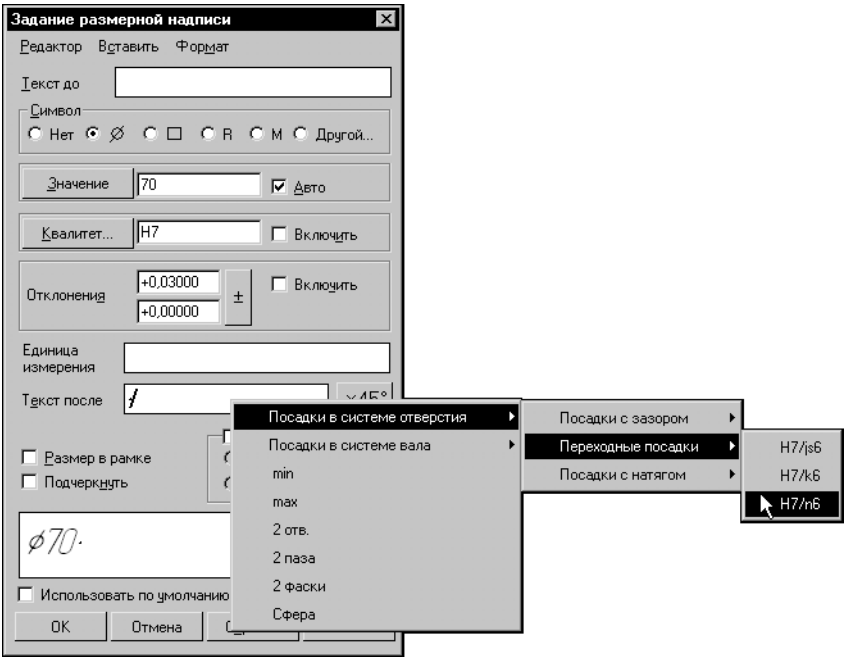 Задание размерной надписи
Редактор Вставить Формат
Текст до
Символ
Нет Ø □ R M Другой...
Значение 70 Авто
Квалитет... H7 Включить
Отклонения +0,03000 ± Включить
+0,00000
Единица
измерения
Текст после
Размер в рамке
Подчеркнуть
Ø70
Использовать по умолчанию
OK Отмена
Посадки в системе отверстия
Посадки в системе вала
min
max
2 отв.
2 паза
2 фаски
Сфера
Посадки с зазором
Переходные посадки
Посадки с натягом
H7/js6
H7/k6
H7/n6